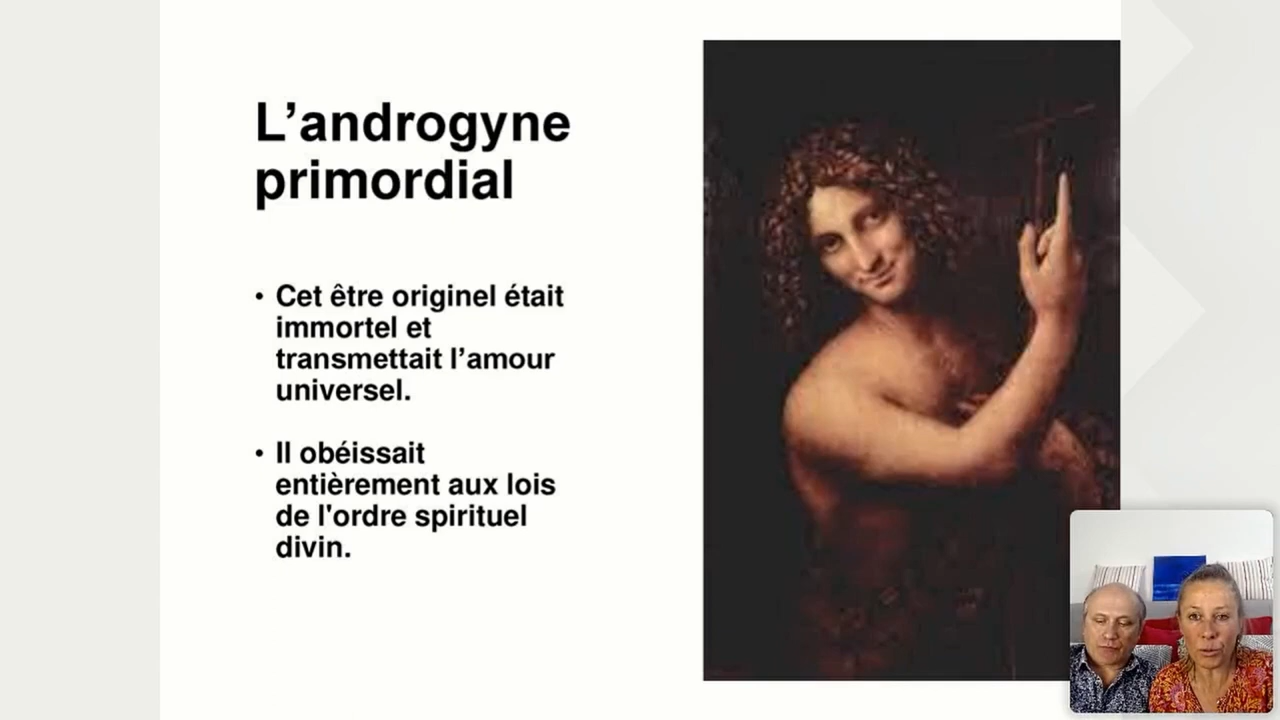 L’androgyne
primordial
• Cet être originel était
immortel et
transmettait l’amour
universel.
• Il obéissait
entièrement aux lois
de l'ordre spirituel
divin.